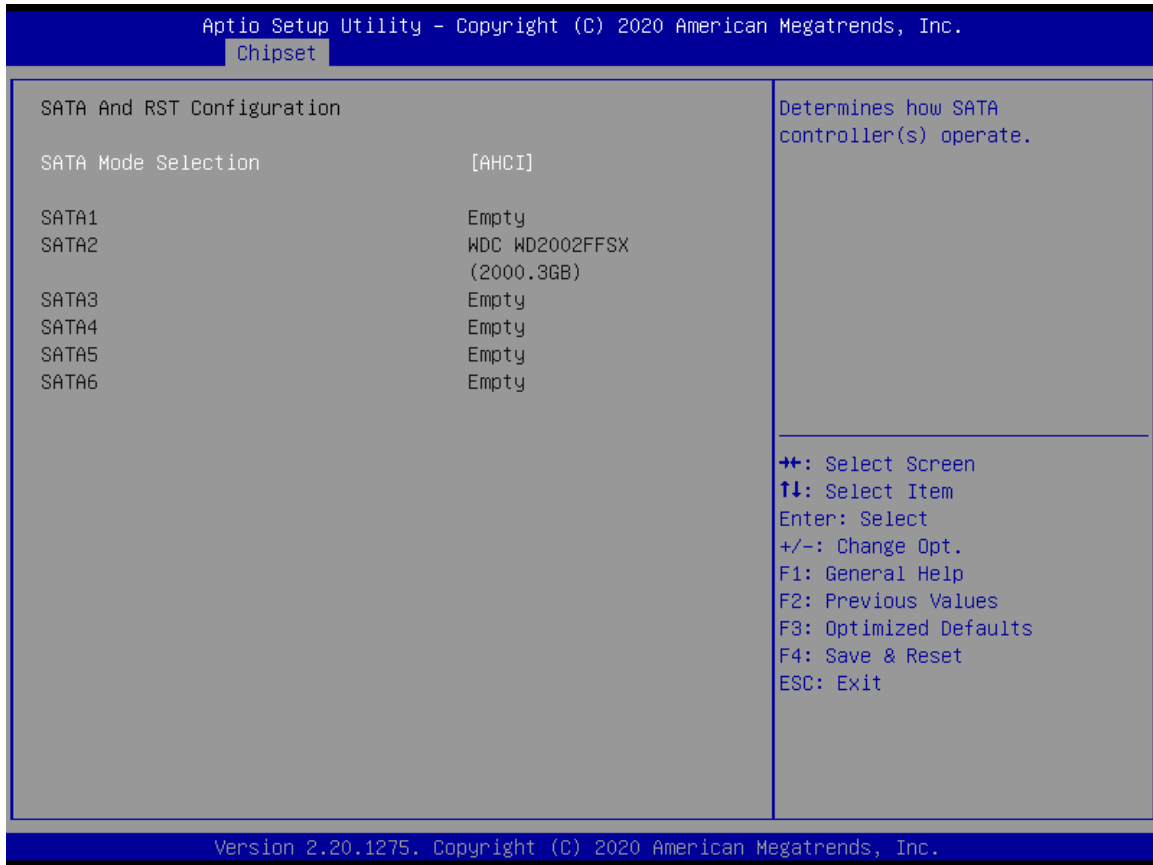 Aptio Setup Utility – Copyright (C) 2020 American Megatrends, Inc.
Chipset
SATA And RST Configuration
SATA Mode Selection [AHCI]
SATA1 Empty
SATA2 WDC WD2002FFSX
(2000.3GB)
SATA3 Empty
SATA4 Empty
SATA5 Empty
SATA6 Empty
Determines how SATA
controller(s) operate.
→←: Select Screen
↑↓: Select Item
Enter: Select
+/-: Change Opt.
F1: General Help
F2: Previous Values
F3: Optimized Defaults
F4: Save & Reset
ESC: Exit
Version 2.20.1275. Copyright (C) 2020 American Megatrends, Inc.